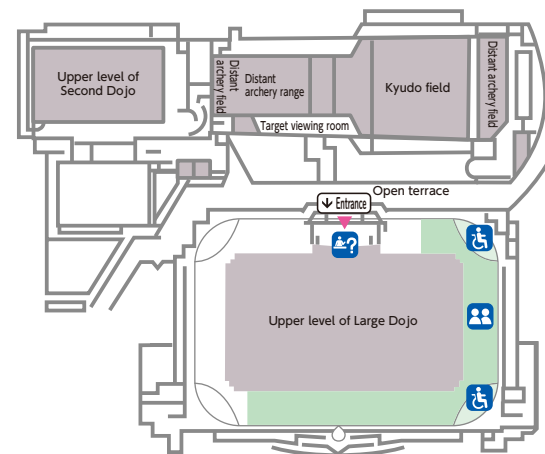 Upper level of
Second Dojo
Distant
archery field
Distant
archery range
Kyudo field
Distant archery field
Target viewing room
Open terrace
↓ Entrance
?
Upper level of Large Dojo